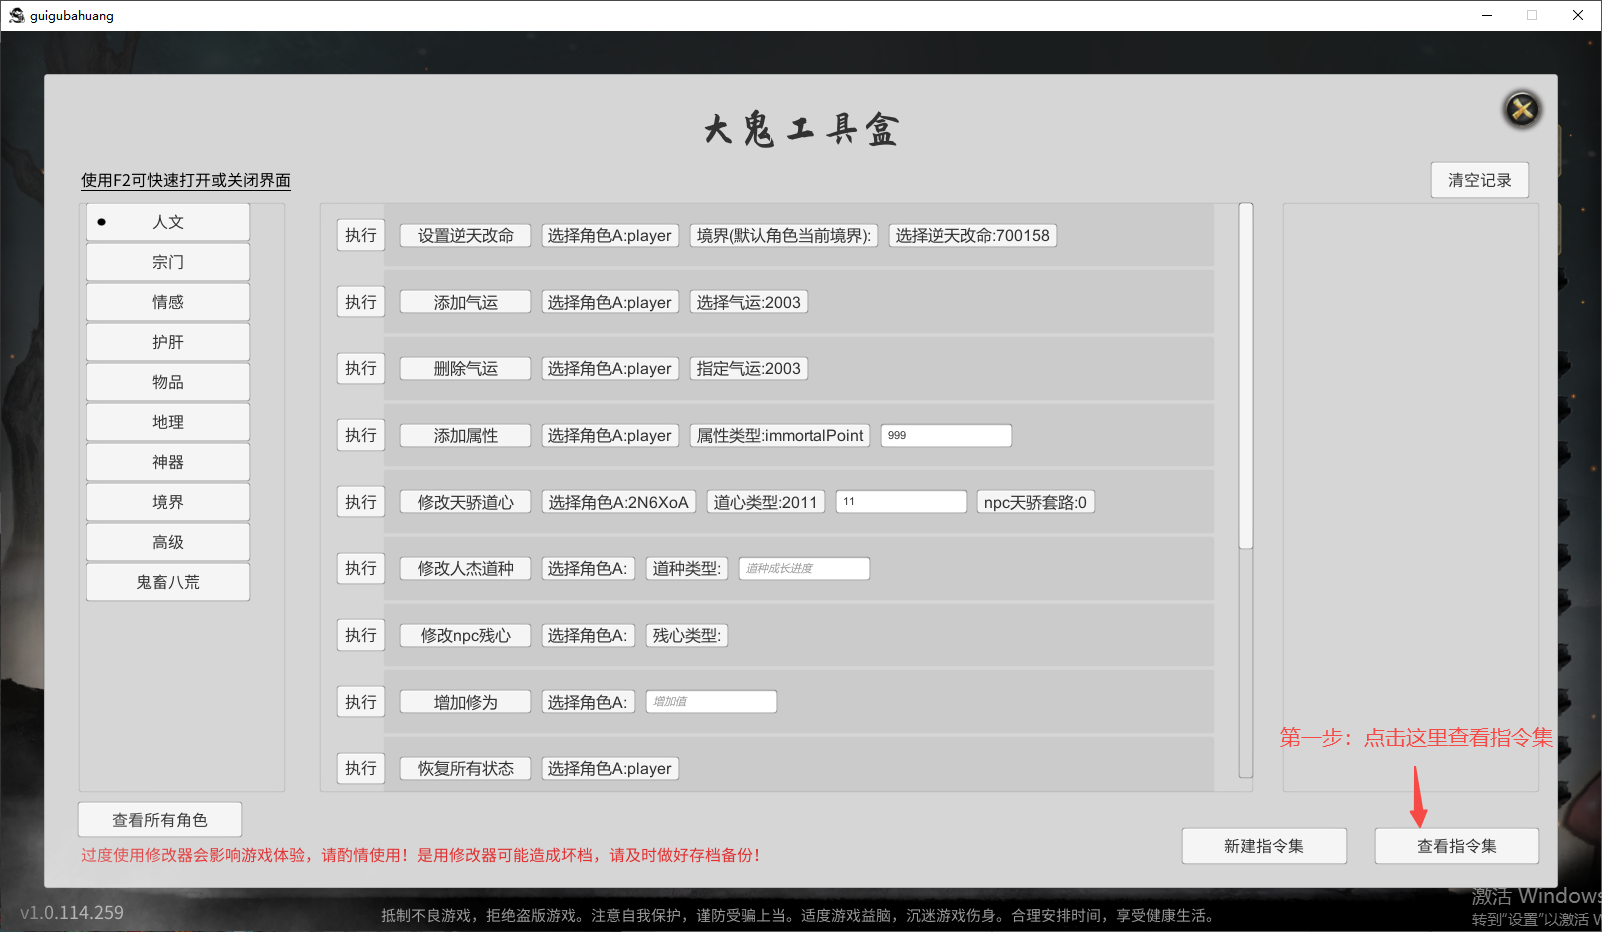 guigubahuang
大鬼工具盒
使用F2可快速打开或关闭界面
清空记录
人文
宗门
情感
护肝
物品
地理
神器
境界
高级
鬼畜八荒
执行 设置逆天改命 选择角色A:player 境界(默认角色当前境界): 选择逆天改命:700158
执行 添加气运 选择角色A:player 选择气运:2003
执行 删除气运 选择角色A:player 指定气运:2003
执行 添加属性 选择角色A:player 属性类型:immortalPoint 999
执行 修改天骄道心 选择角色A:2N6XoA 道心类型:2011 11 npc天骄套路:0
执行 修改人杰道种 选择角色A: 道种类型: 道种成长进度
执行 修改npc残心 选择角色A: 残心类型:
执行 增加修为 选择角色A: 增加值
执行 恢复所有状态 选择角色A:player
第一步：点击这里查看指令集
查看所有角色
过度使用修改器会影响游戏体验，请酌情使用！是用修改器可能造成坏档，请及时做好存档备份！
新建指令集
查看指令集
v1.0.114.259
抵制不良游戏，拒绝盗版游戏。注意自我保护，谨防受骗上当。适度游戏益脑，沉迷游戏伤身。合理安排时间，享受健康生活。
激活 Windows
转到"设置"以激活 W